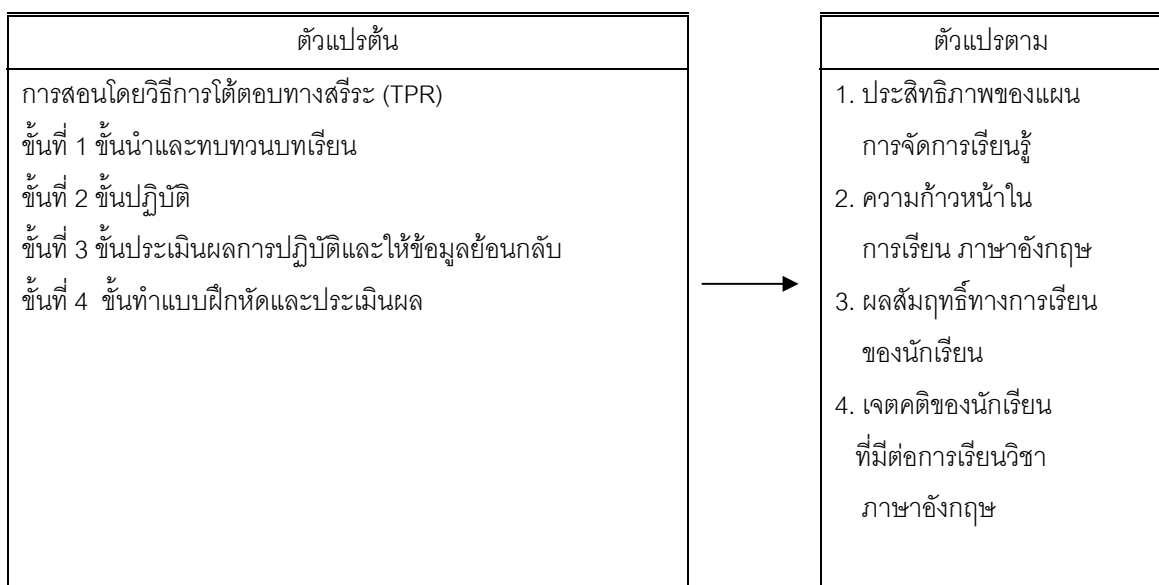 ตัวแปรต้น
การสอนโดยวิธีการโต้ตอบทางสรีระ (TPR)
ขั้นที่ 1 ขั้นนำและทบทวนบทเรียน
ขั้นที่ 2 ขั้นปฏิบัติ
ขั้นที่ 3 ขั้นประเมินผลการปฏิบัติและให้ข้อมูลย้อนกลับ
ขั้นที่ 4 ขั้นทำแบบฝึกหัดและประเมินผล
ตัวแปรตาม
1. ประสิทธิภาพของแผน
การจัดการเรียนรู้
2. ความก้าวหน้าใน
การเรียน ภาษาอังกฤษ
3. ผลสัมฤทธิ์ทางการเรียน
ของนักเรียน
4. เจตคติของนักเรียน
ที่มีต่อการเรียนวิชา
ภาษาอังกฤษ